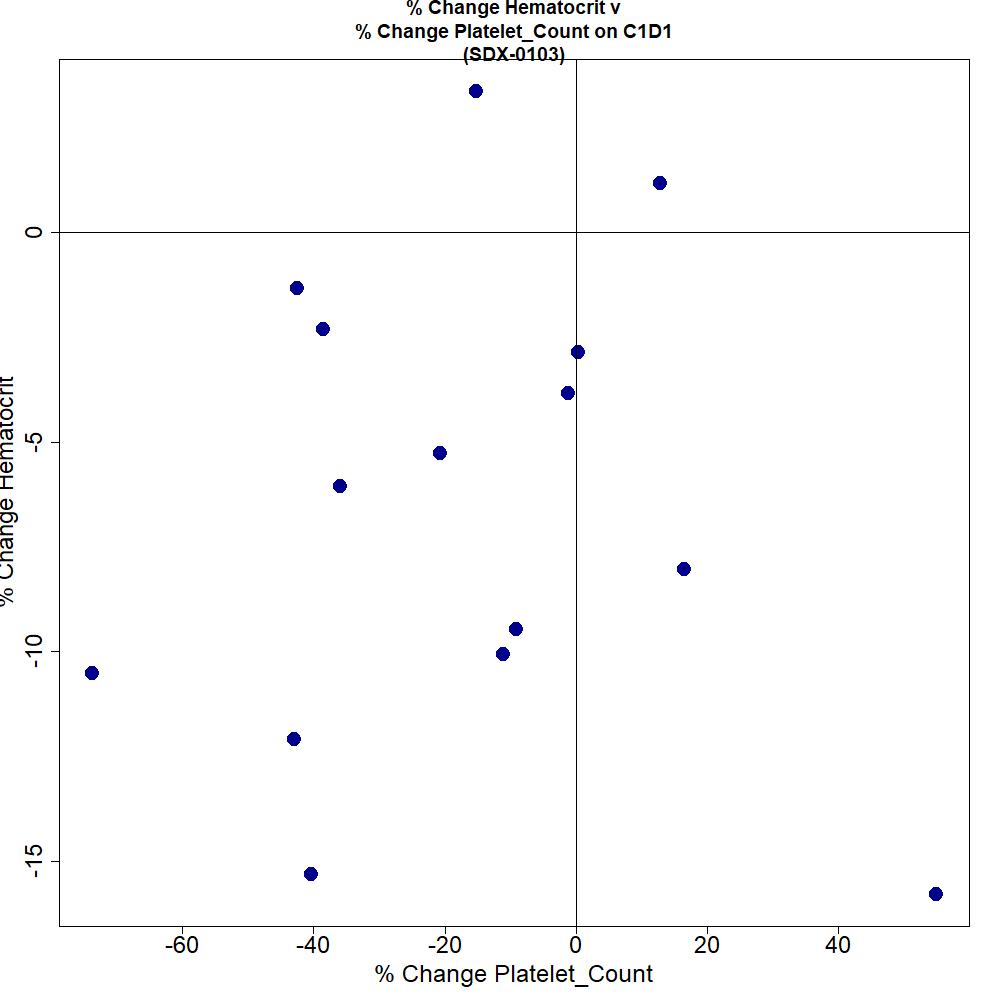 % Change Hematocrit v
% Change Platelet_Count on C1D1
(SDX-0103)
% Change Hematocrit
0
-5
-10
-15
-60
-40
-20
0
20
40
% Change Platelet_Count